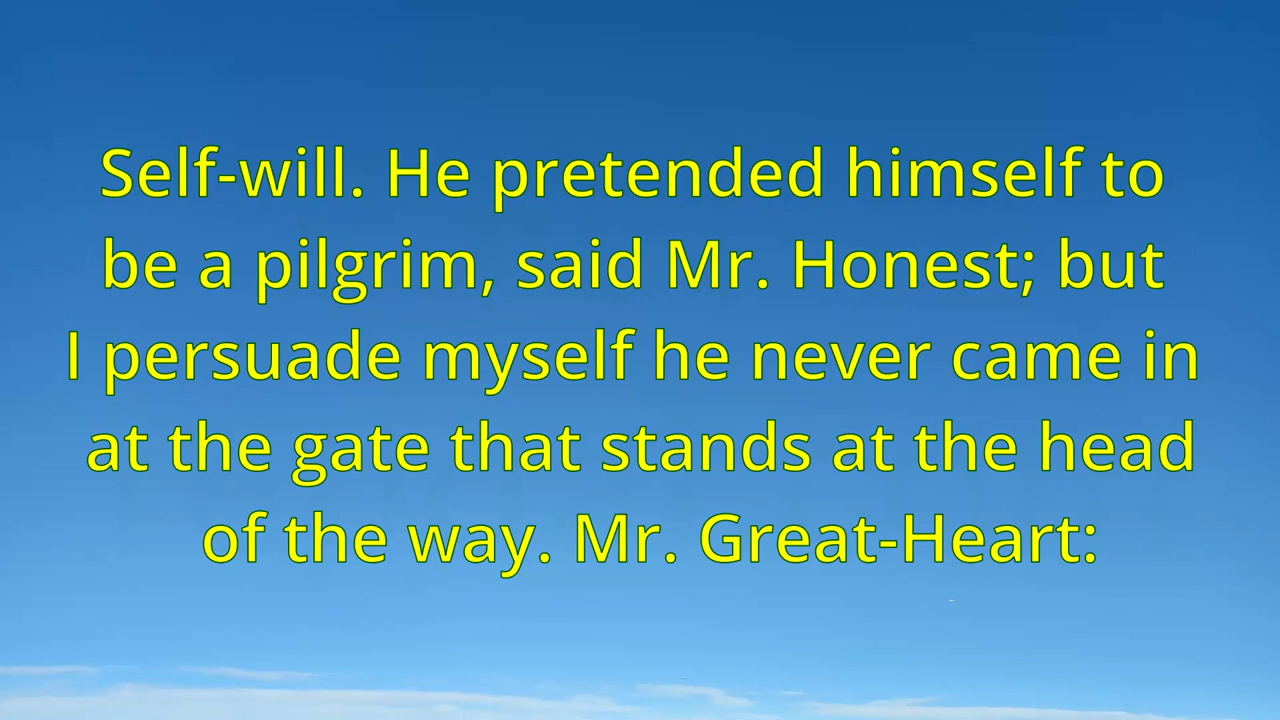 Self-will. He pretended himself to
be a pilgrim, said Mr. Honest; but
I persuade myself he never came in
at the gate that stands at the head
of the way. Mr. Great-Heart: